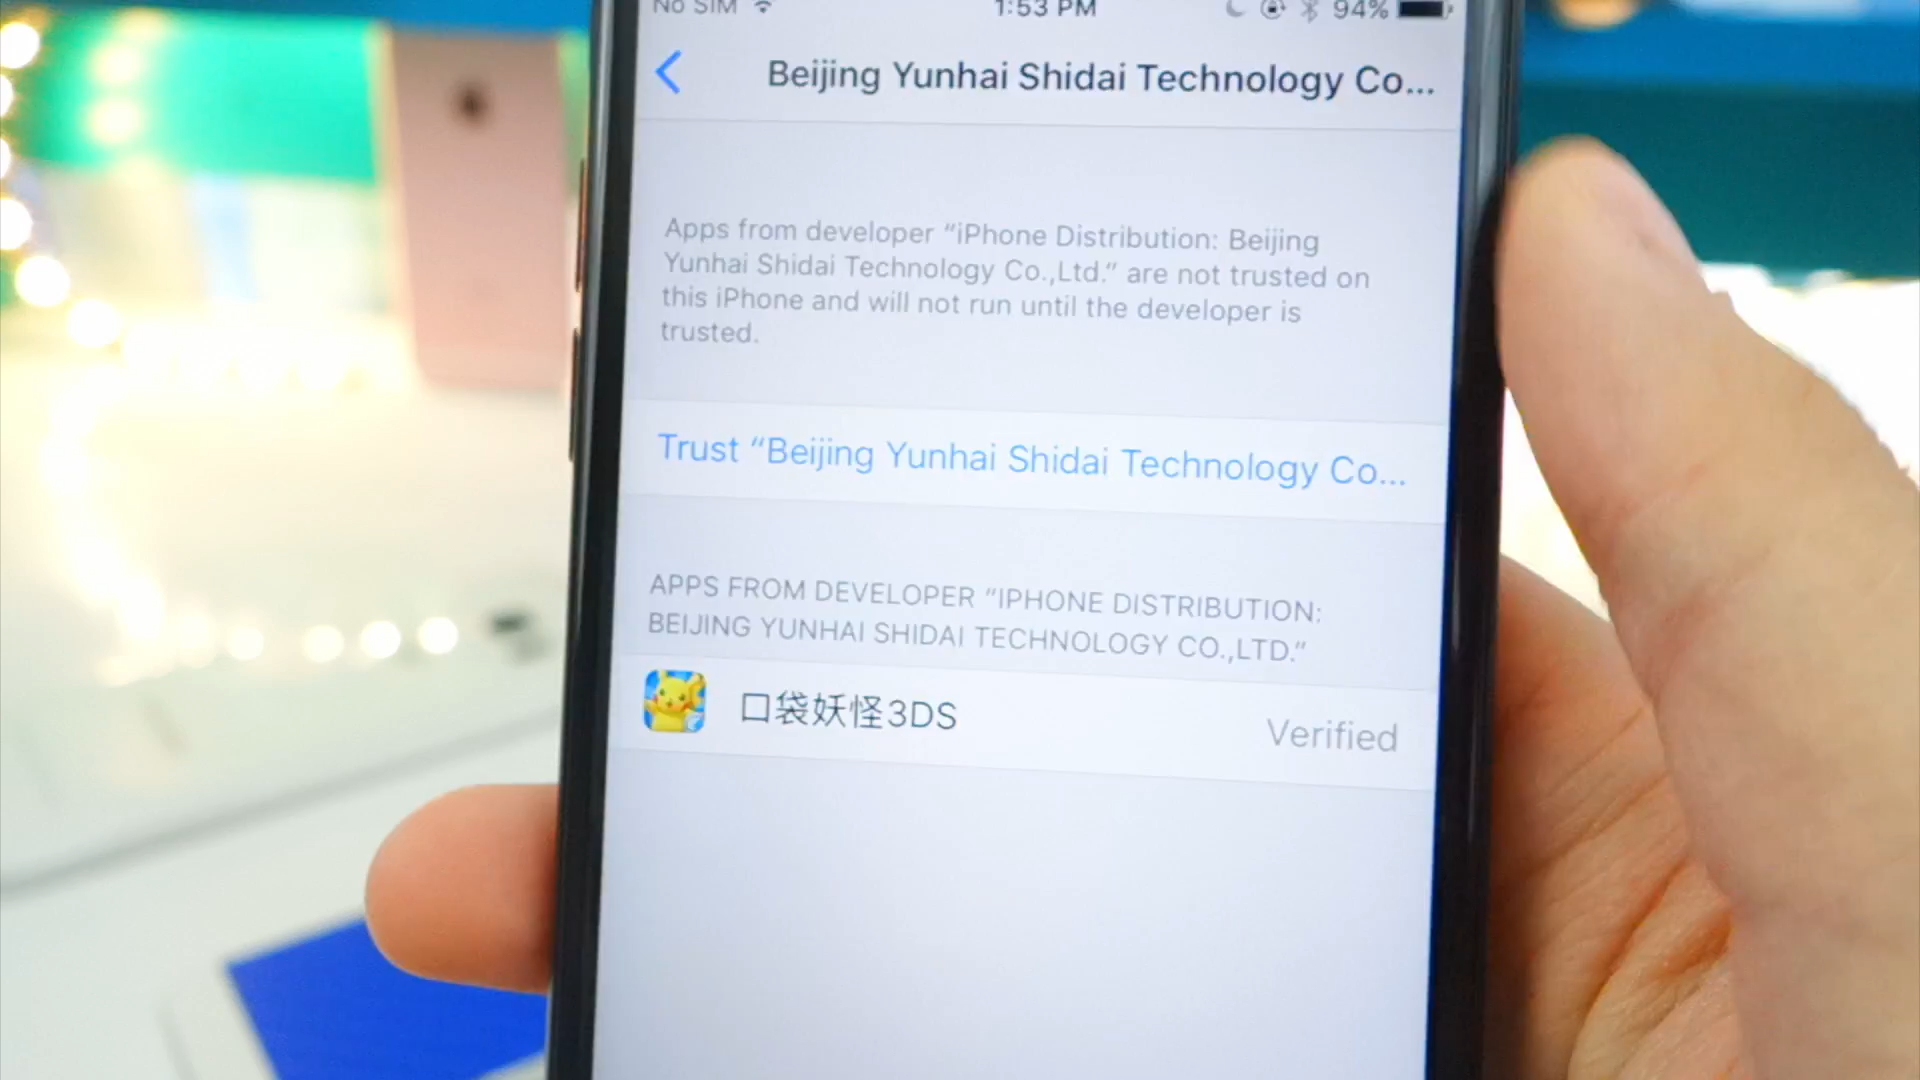 No SIM 1:53 PM 94%
Beijing Yunhai Shidai Technology Co...
Apps from developer “iPhone Distribution: Beijing
Yunhai Shidai Technology Co.,Ltd.” are not trusted on
this iPhone and will not run until the developer is
trusted.
Trust “Beijing Yunhai Shidai Technology Co...
APPS FROM DEVELOPER “IPHONE DISTRIBUTION:
BEIJING YUNHAI SHIDAI TECHNOLOGY CO.,LTD.”
口袋妖怪3DS Verified